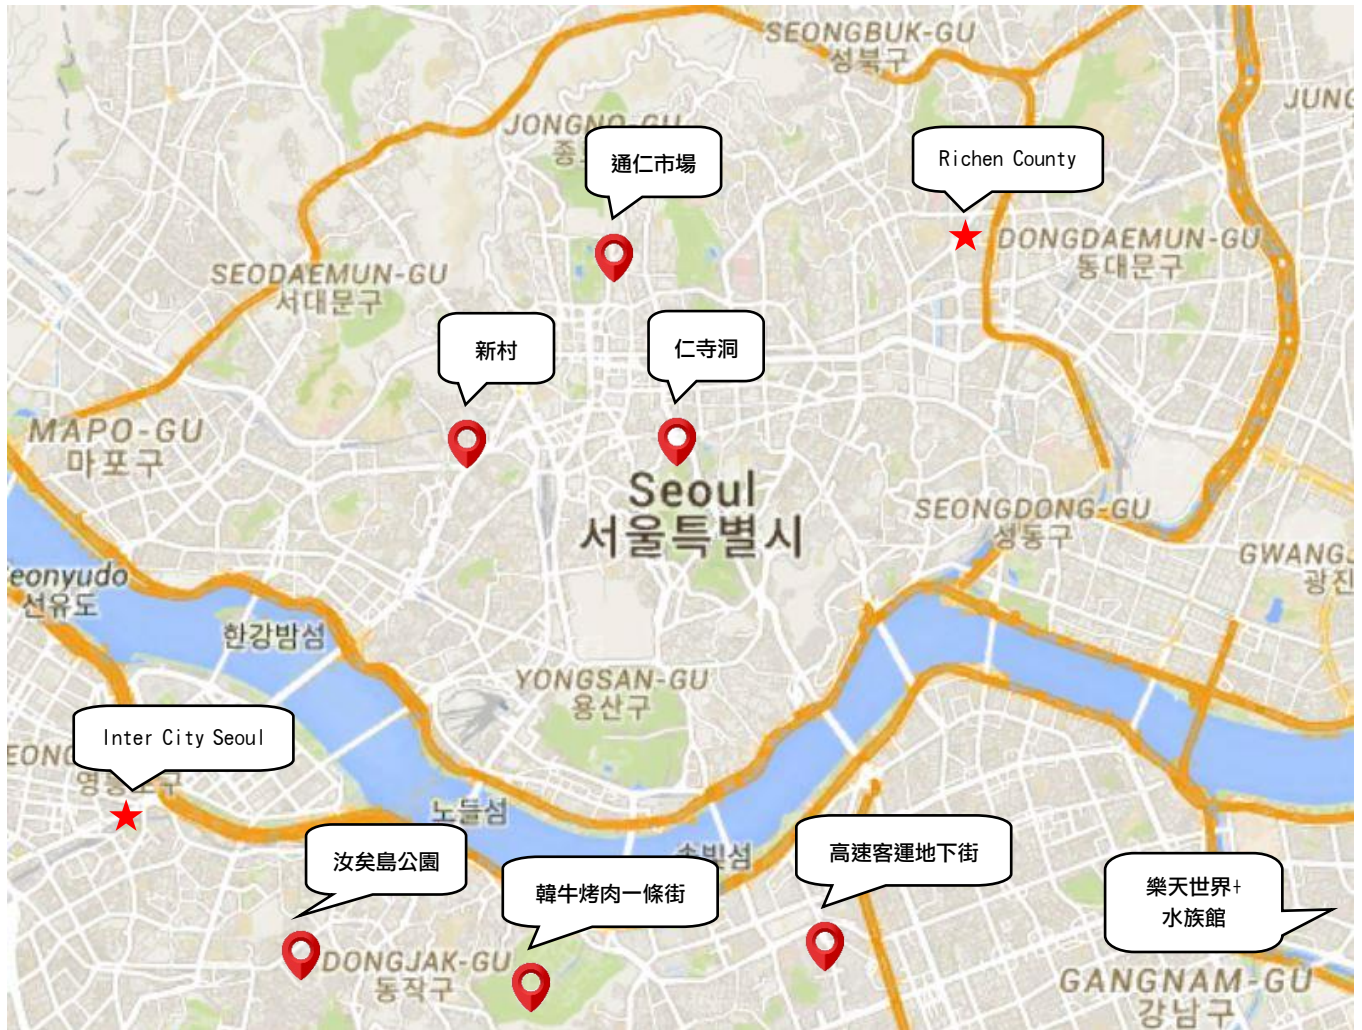 SEONGBUK-GU
성북구
JONGNO-GU
通仁市場
Richen County
DONGDAEMUN-GU
동대문구
SEODAEMUN-GU
서대문구
新村
仁寺洞
MAPO-GU
마포구
Seoul
서울특별시
SEONGDONG-GU
성동구
선유도
한강밤섬
YONGSAN-GU
용산구
Inter City Seoul
노들섬
汝矣島公園
韓牛烤肉一條街
高速客運地下街
樂天世界+
水族館
DONGJAK-GU
동작구
GANGNAM-GU
강남구